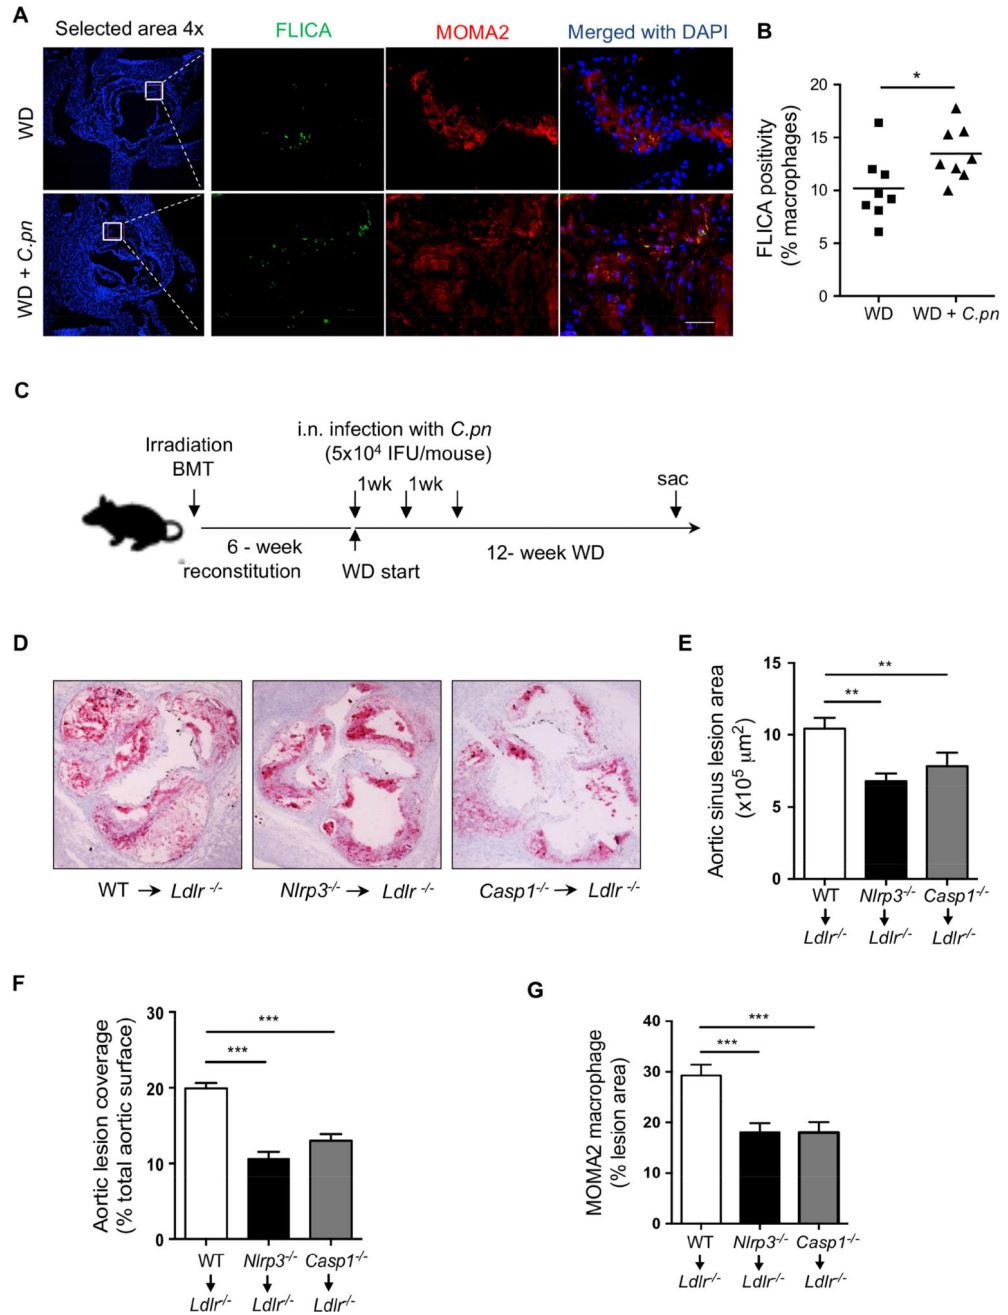 A
Selected area 4x
FLICA
MOMA2
Merged with DAPI
WD
WD + C.pn
B
*
20
15
10
5
0
FLICA positivity
(% macrophages)
WD
WD + C.pn
C
Irradiation
BMT
i.n. infection with C.pn
(5x10⁴ IFU/mouse)
1wk
1wk
sac
6 - week
reconstitution
WD start
12- week WD
D
WT → Ldlr -/-
Nlrp3-/- → Ldlr -/-
Casp1-/- → Ldlr -/-
E
**
**
15
10
5
0
Aortic sinus lesion area
(x10⁵ µm²)
WT
Nlrp3-/-
Casp1-/-
Ldlr-/-
Ldlr-/-
Ldlr-/-
F
***
***
30
20
10
0
Aortic lesion coverage
(% total aortic surface)
WT
Nlrp3-/-
Casp1-/-
Ldlr-/-
Ldlr-/-
Ldlr-/-
G
***
***
40
30
20
10
0
MOMA2 macrophage
(% lesion area)
WT
Nlrp3-/-
Casp1-/-
Ldlr-/-
Ldlr-/-
Ldlr-/-